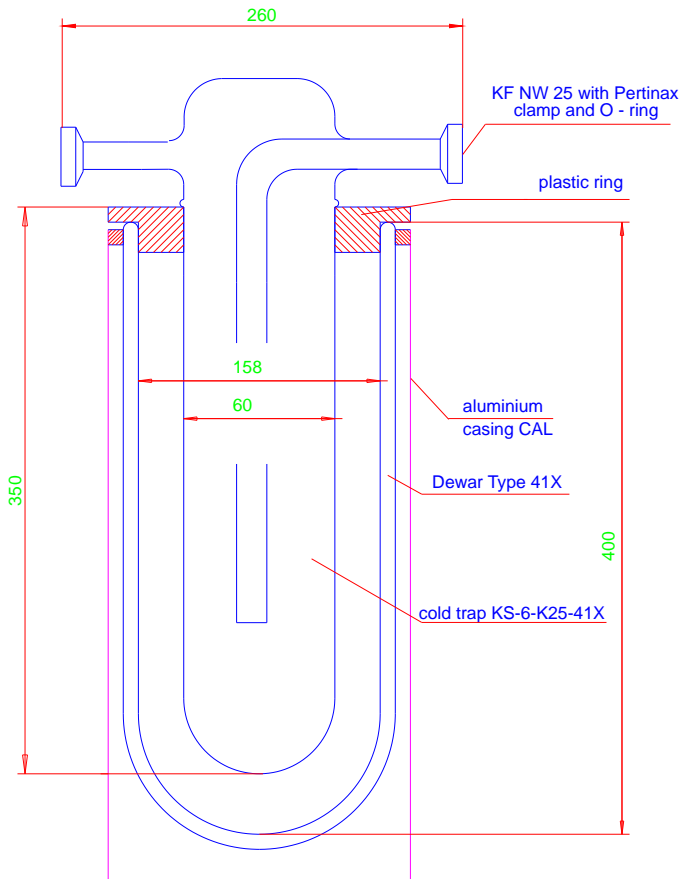 260
KF NW 25 with Pertinax
clamp and O - ring
plastic ring
158
60
aluminium
casing CAL
350
Dewar Type 41X
400
cold trap KS-6-K25-41X